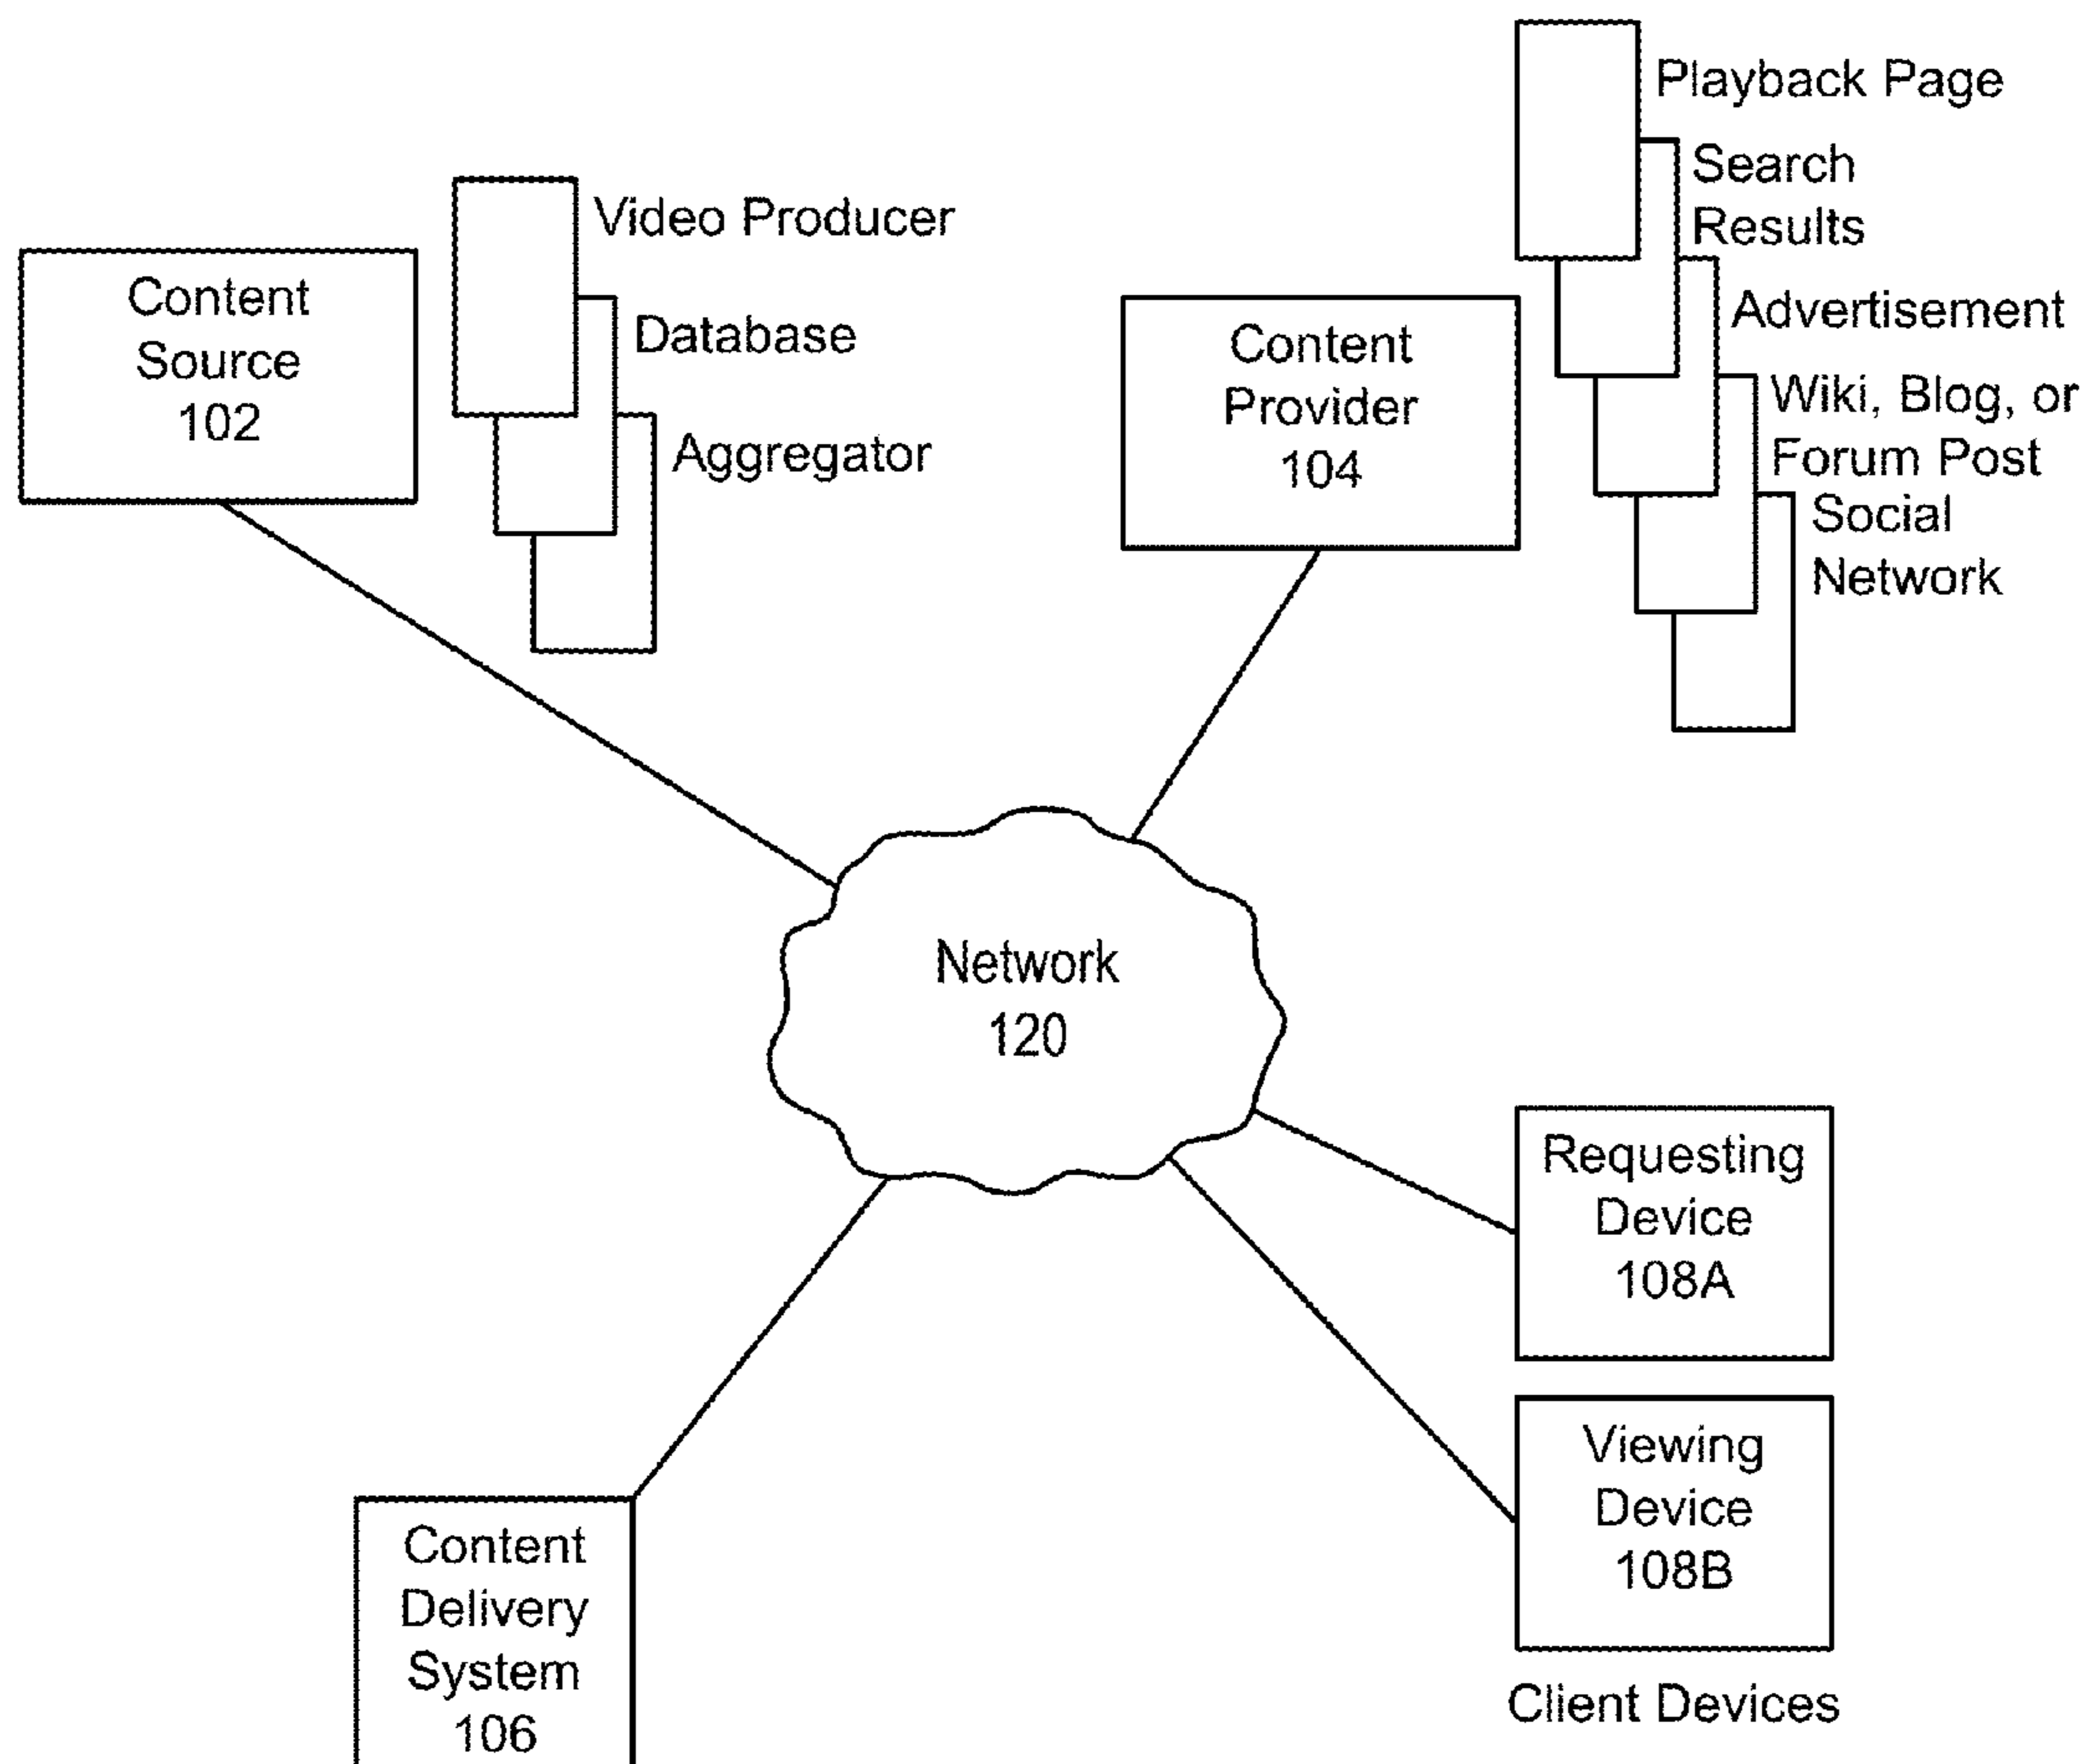 Playback Page
Search
Results
Advertisement
Wiki, Blog, or
Forum Post
Social
Network
Video Producer
Database
Aggregator
Content
Source
102
Content
Provider
104
Network
120
Requesting
Device
108A
Viewing
Device
108B
Client Devices
Content
Delivery
System
106